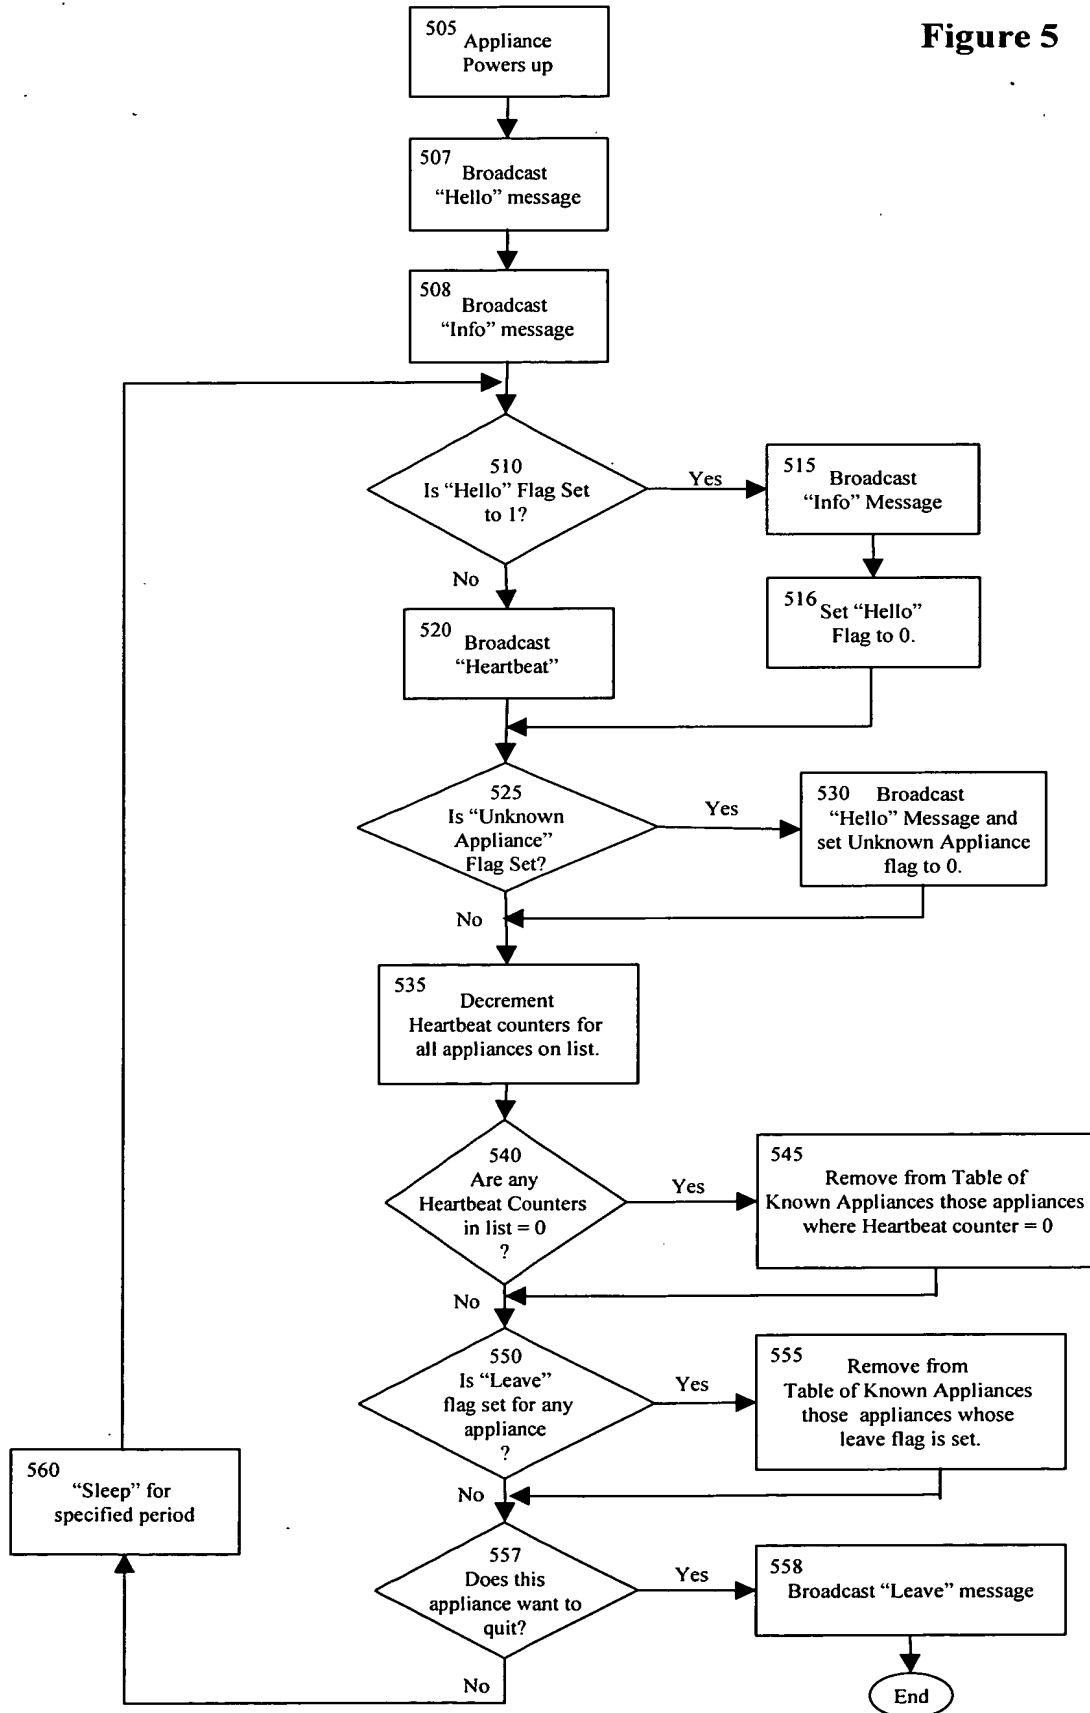 Figure 5
505 Appliance
Powers up
507
Broadcast
“Hello” message
508
Broadcast
“Info” message
510
Is “Hello” Flag Set
to 1?
Yes
515 Broadcast
“Info” Message
No
516 Set “Hello”
Flag to 0.
520
Broadcast
“Heartbeat”
525
Is “Unknown
Appliance”
Flag Set?
Yes
530 Broadcast
“Hello” Message and
set Unknown Appliance
flag to 0.
No
535
Decrement
Heartbeat counters for
all appliances on list.
540
Are any
Heartbeat Counters
in list = 0
?
Yes
545
Remove from Table of
Known Appliances those appliances
where Heartbeat counter = 0
No
550
Is “Leave”
flag set for any
appliance
?
Yes
555 Remove from
Table of Known Appliances
those appliances whose
leave flag is set.
No
560
“Sleep” for
specified period
557
Does this
appliance want to
quit?
Yes
558
Broadcast “Leave” message
No
End